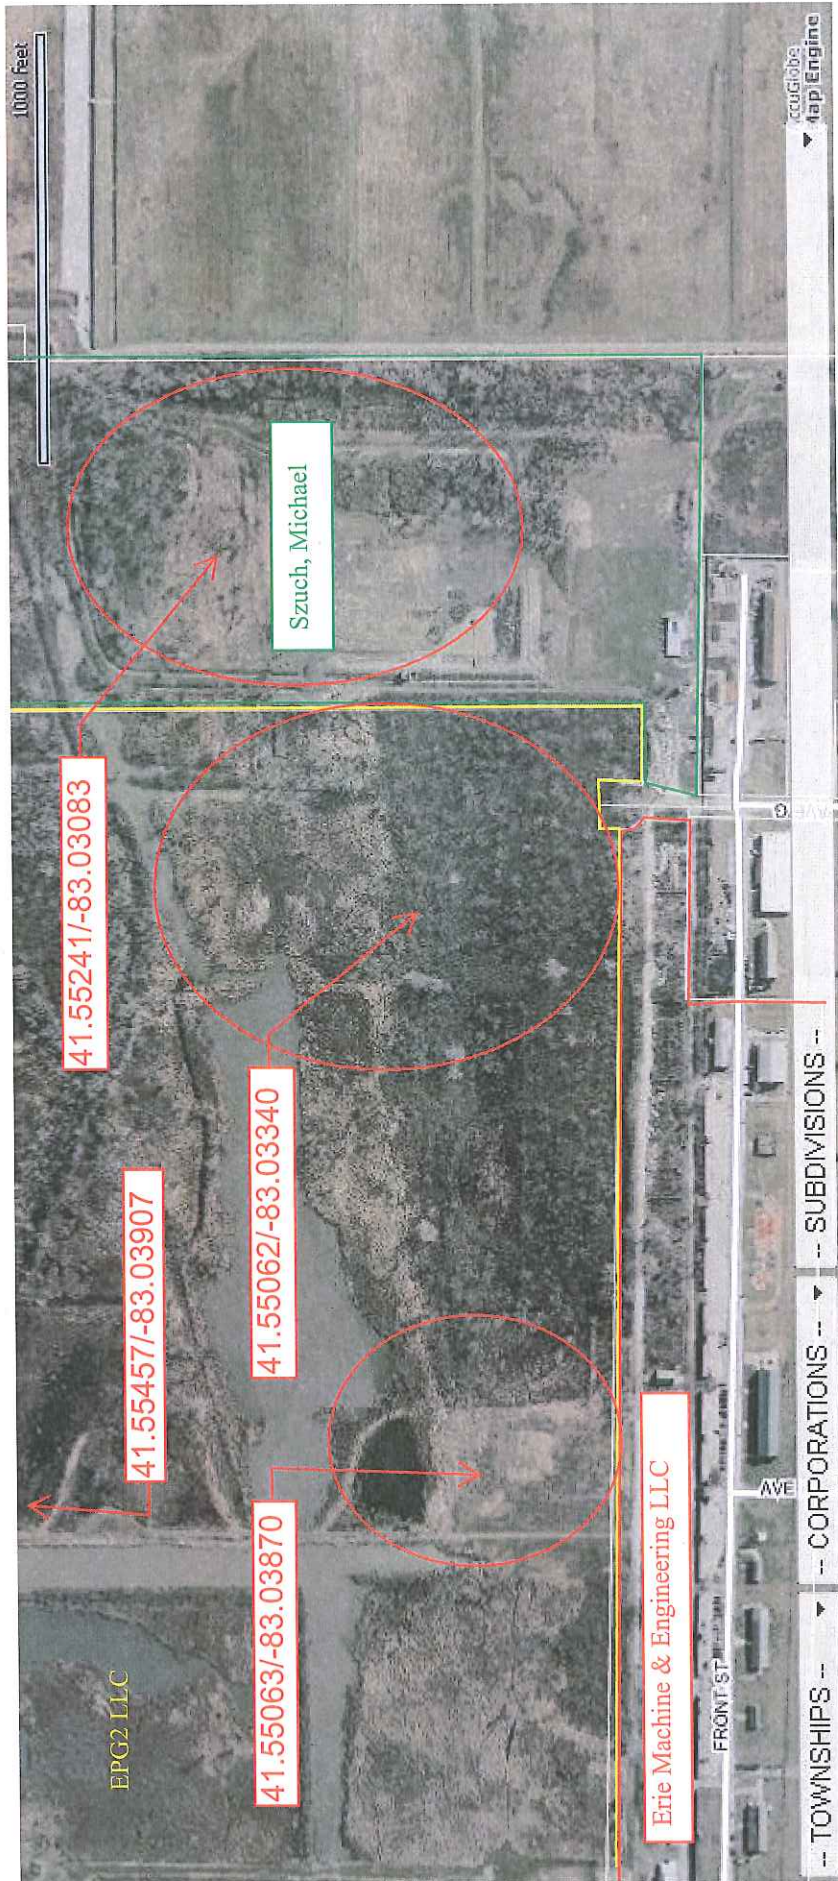 1000 feet
Szuch, Michael
41.55241/-83.03083
41.55457/-83.03907
41.55062/-83.03340
41.55063/-83.03870
EPG2 LLC
Erie Machine & Engineering LLC
FRONT ST
AVE
AVE G
-- TOWNSHIPS --
-- CORPORATIONS --
-- SUBDIVISIONS --
ccuGlobe
Map Engine